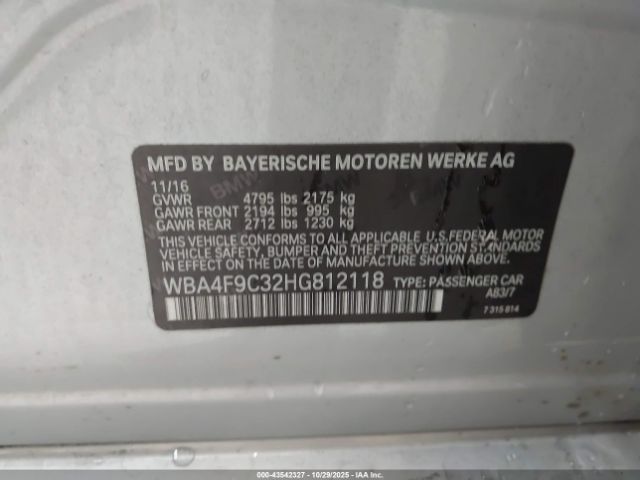 MFD BY BAYERISCHE MOTOREN WERKE AG
11/16
GVWR 4795 lbs 2175 kg
GAWR FRONT 2194 lbs 995 kg
GAWR REAR 2712 lbs 1230 kg
THIS VEHICLE CONFORMS TO ALL APPLICABLE U.S.FEDERAL MOTOR
VEHICLE SAFETY, BUMPER, AND THEFT PREVENTION STANDARDS
IN EFFECT ON THE DATE OF MANUFACTURE SHOWN ABOVE.
WBA4F9C32HG812118 TYPE: PASSENGER CAR
A83/7
7 315 814
000-43542327 - 10/29/2025 - IAA Inc.